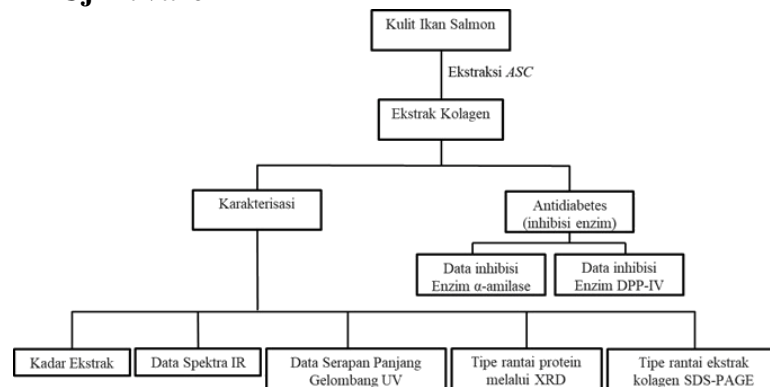 Kulit Ikan Salmon
Ekstraksi ASC
Ekstrak Kolagen
Karakterisasi
Antidiabetes
(inhibisi enzim)
Data inhibisi
Enzim α-amilase
Data inhibisi
Enzim DPP-IV
Kadar Ekstrak
Data Spektra IR
Data Serapan Panjang
Gelombang UV
Tipe rantai protein
melalui XRD
Tipe rantai ekstrak
kolagen SDS-PAGE